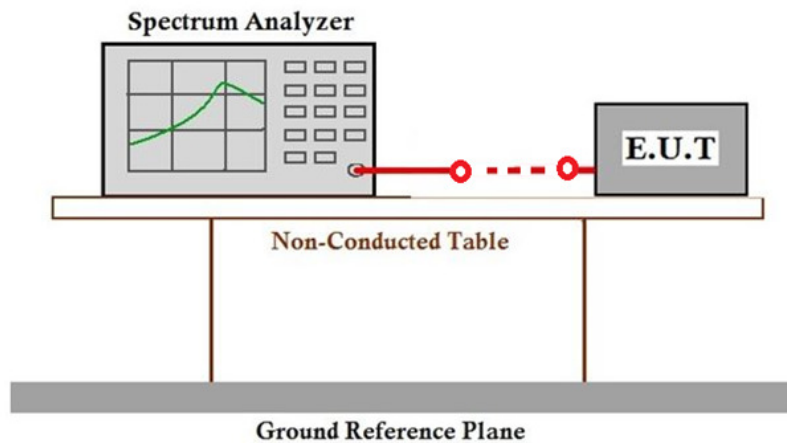 Spectrum Analyzer
E.U.T
Non-Conducted Table
Ground Reference Plane